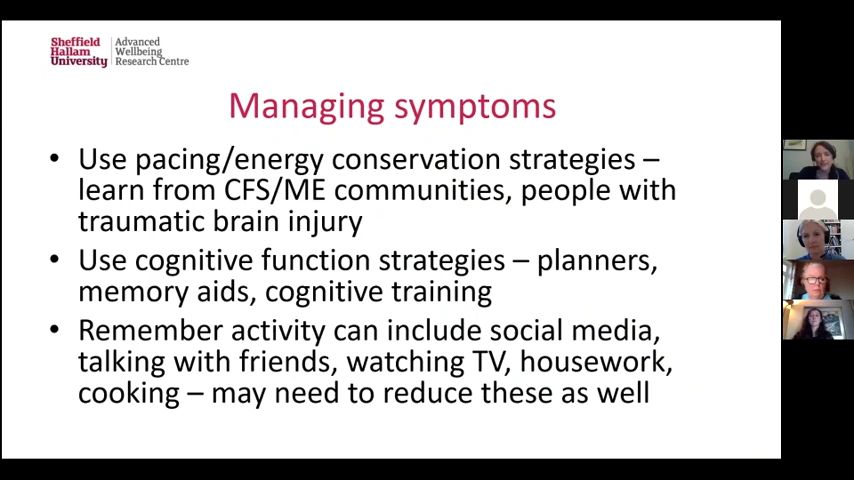 Sheffield
Hallam
University
Advanced
Wellbeing
Research Centre
Managing symptoms
• Use pacing/energy conservation strategies –
learn from CFS/ME communities, people with
traumatic brain injury
• Use cognitive function strategies – planners,
memory aids, cognitive training
• Remember activity can include social media,
talking with friends, watching TV, housework,
cooking – may need to reduce these as well